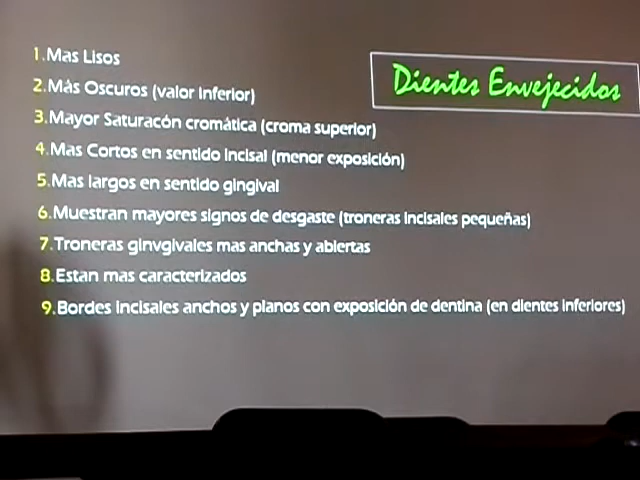 Dientes Envejecidos
1.Mas Lisos
2.Más Oscuros (valor inferior)
3.Mayor Saturacón cromática (croma superior)
4.Mas Cortos en sentido incisal (menor exposición)
5.Mas largos en sentido gingival
6.Muestran mayores signos de desgaste (troneras incisales pequeñas)
7.Troneras ginvgivales mas anchas y abiertas
8.Estan mas caracterizados
9.Bordes incisales anchos y planos con exposición de dentina (en dientes inferiores)